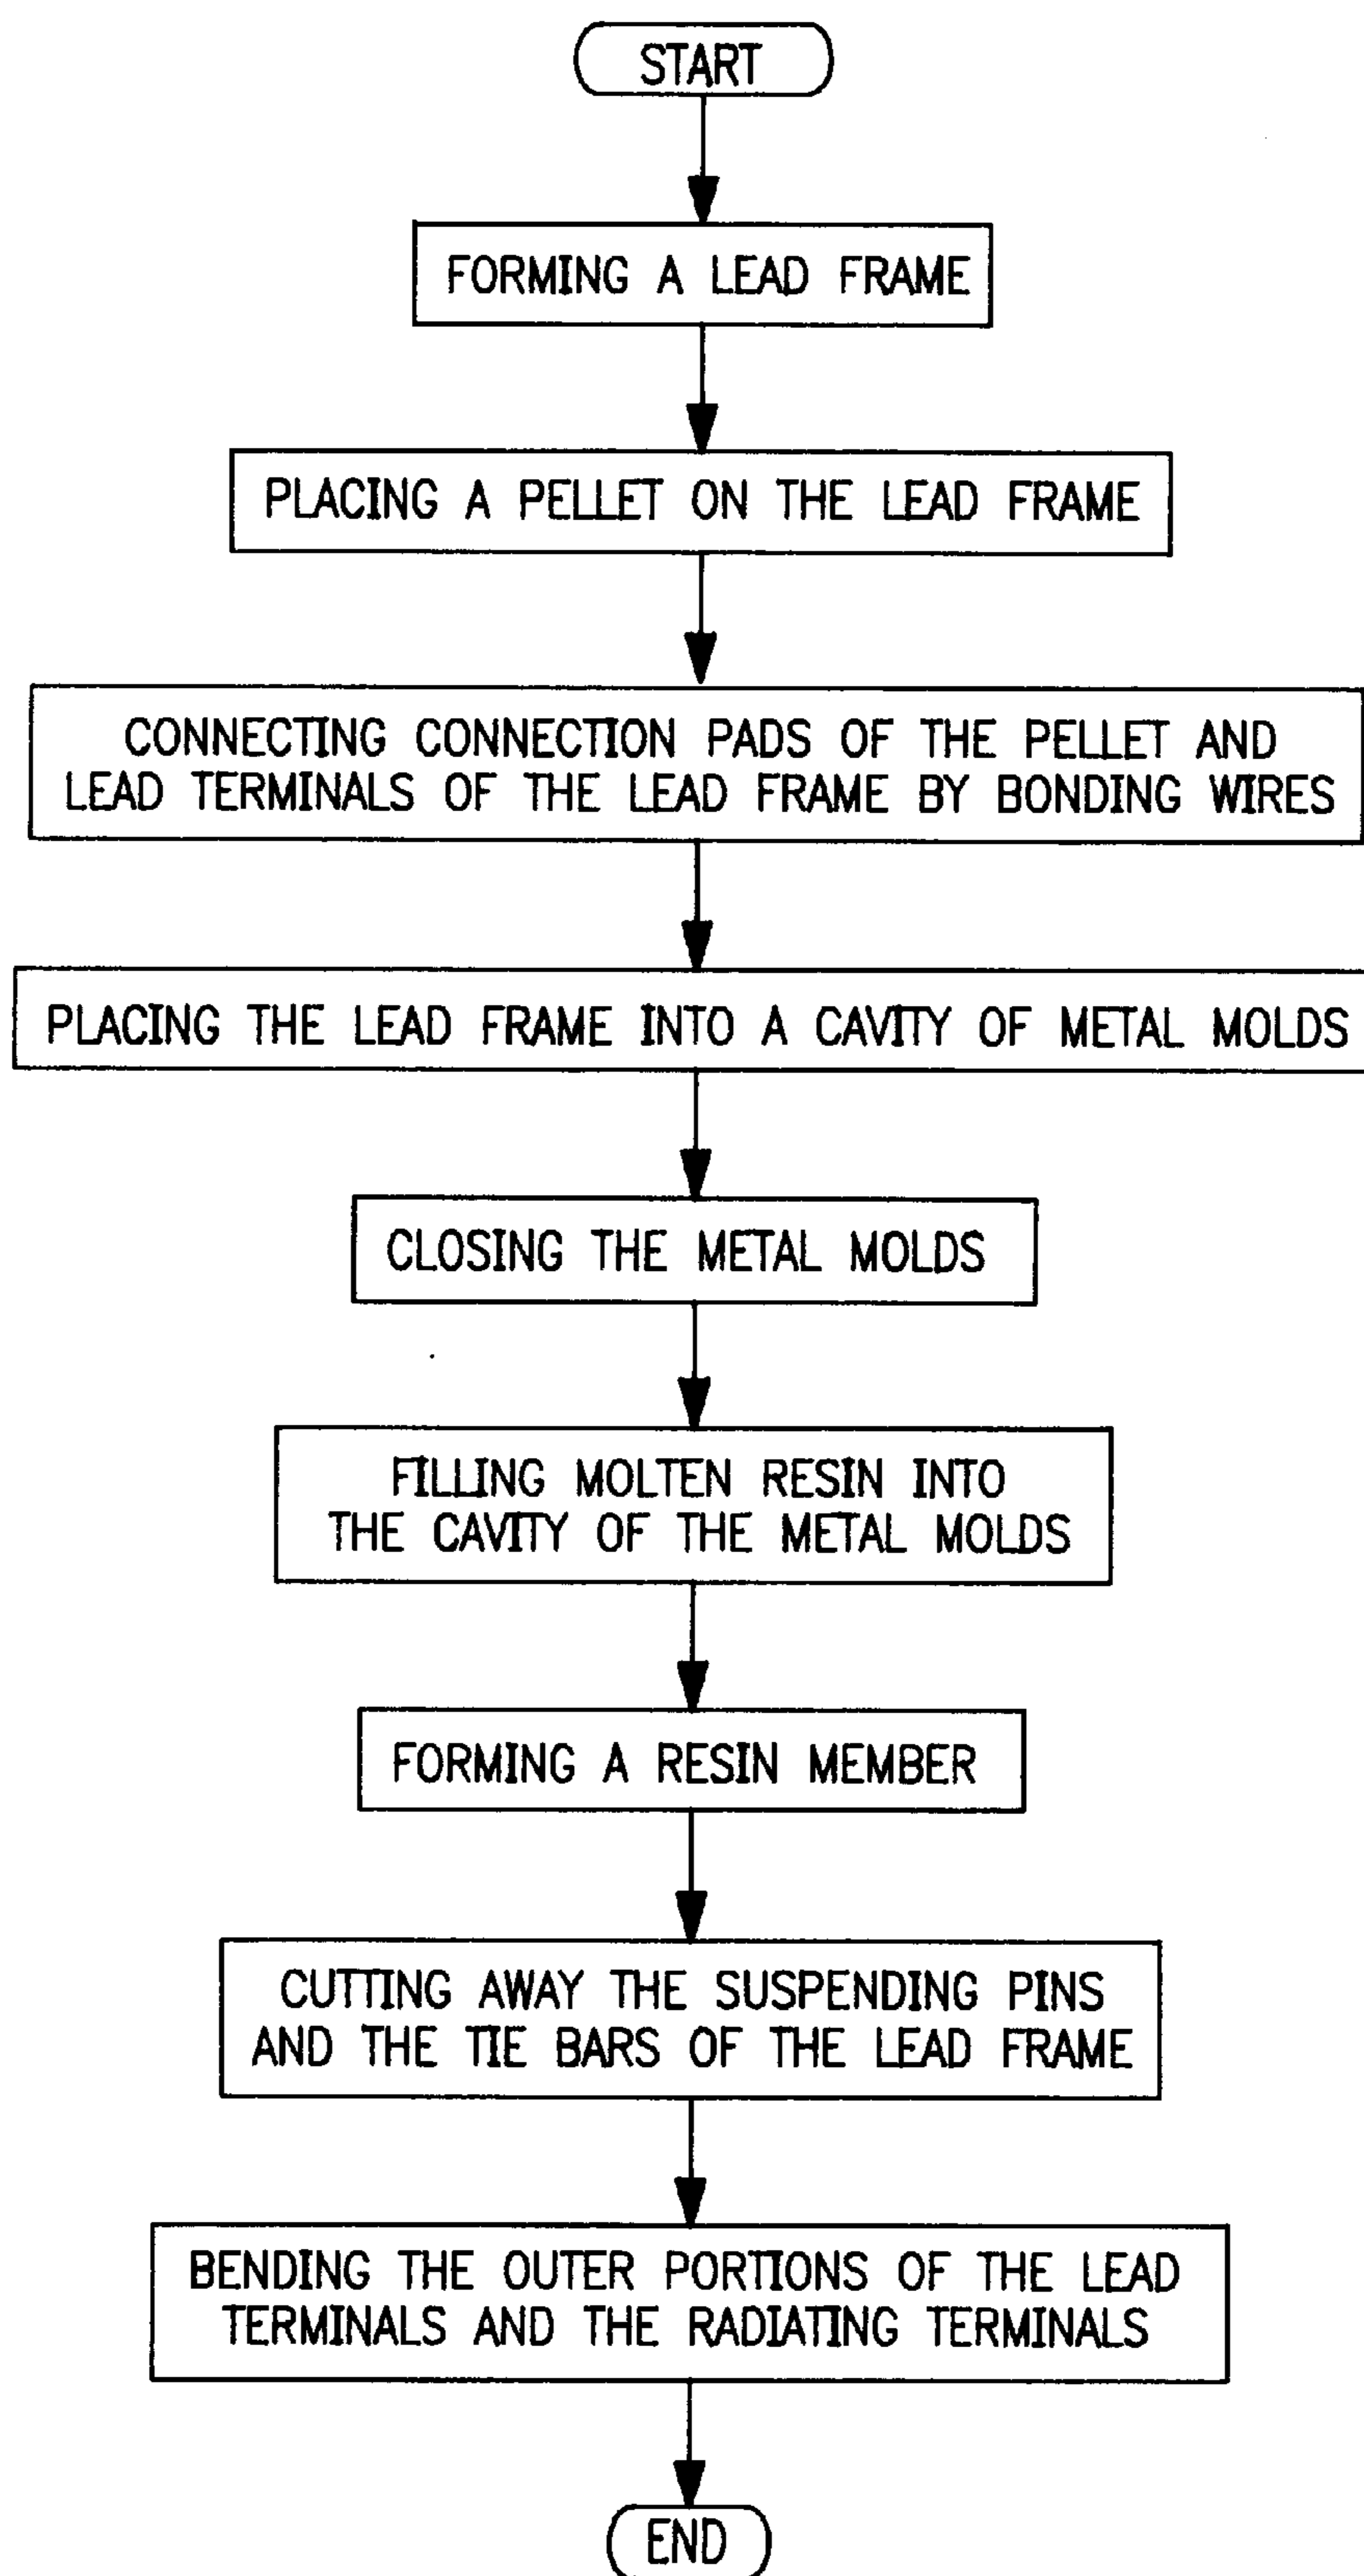 START
FORMING A LEAD FRAME
PLACING A PELLET ON THE LEAD FRAME
CONNECTING CONNECTION PADS OF THE PELLET AND
LEAD TERMINALS OF THE LEAD FRAME BY BONDING WIRES
PLACING THE LEAD FRAME INTO A CAVITY OF METAL MOLDS
CLOSING THE METAL MOLDS
FILLING MOLTEN RESIN INTO
THE CAVITY OF THE METAL MOLDS
FORMING A RESIN MEMBER
CUTTING AWAY THE SUSPENDING PINS
AND THE TIE BARS OF THE LEAD FRAME
BENDING THE OUTER PORTIONS OF THE LEAD
TERMINALS AND THE RADIATING TERMINALS
END